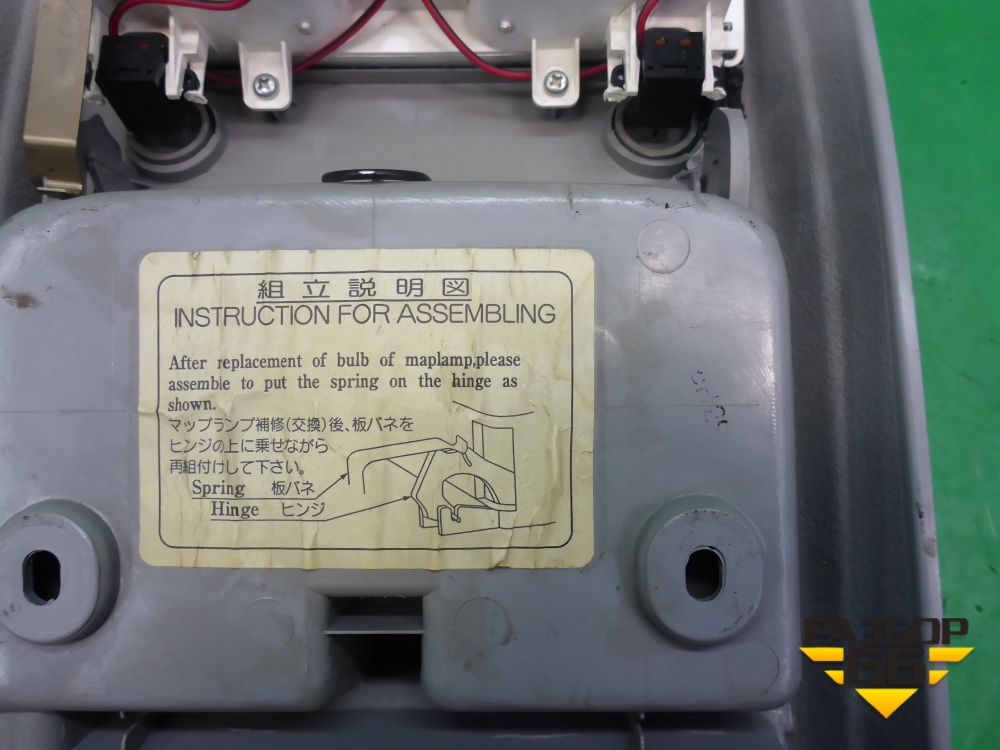 組立説明図
INSTRUCTION FOR ASSEMBLING
After replacement of bulb of maplamp,please
assemble to put the spring on the hinge as
shown.
マップランプ補修(交換)後、板バネを
ヒンジの上に乗せながら
再組付けして下さい。
Spring 板バネ
Hinge ヒンジ
РАЗБОР
66